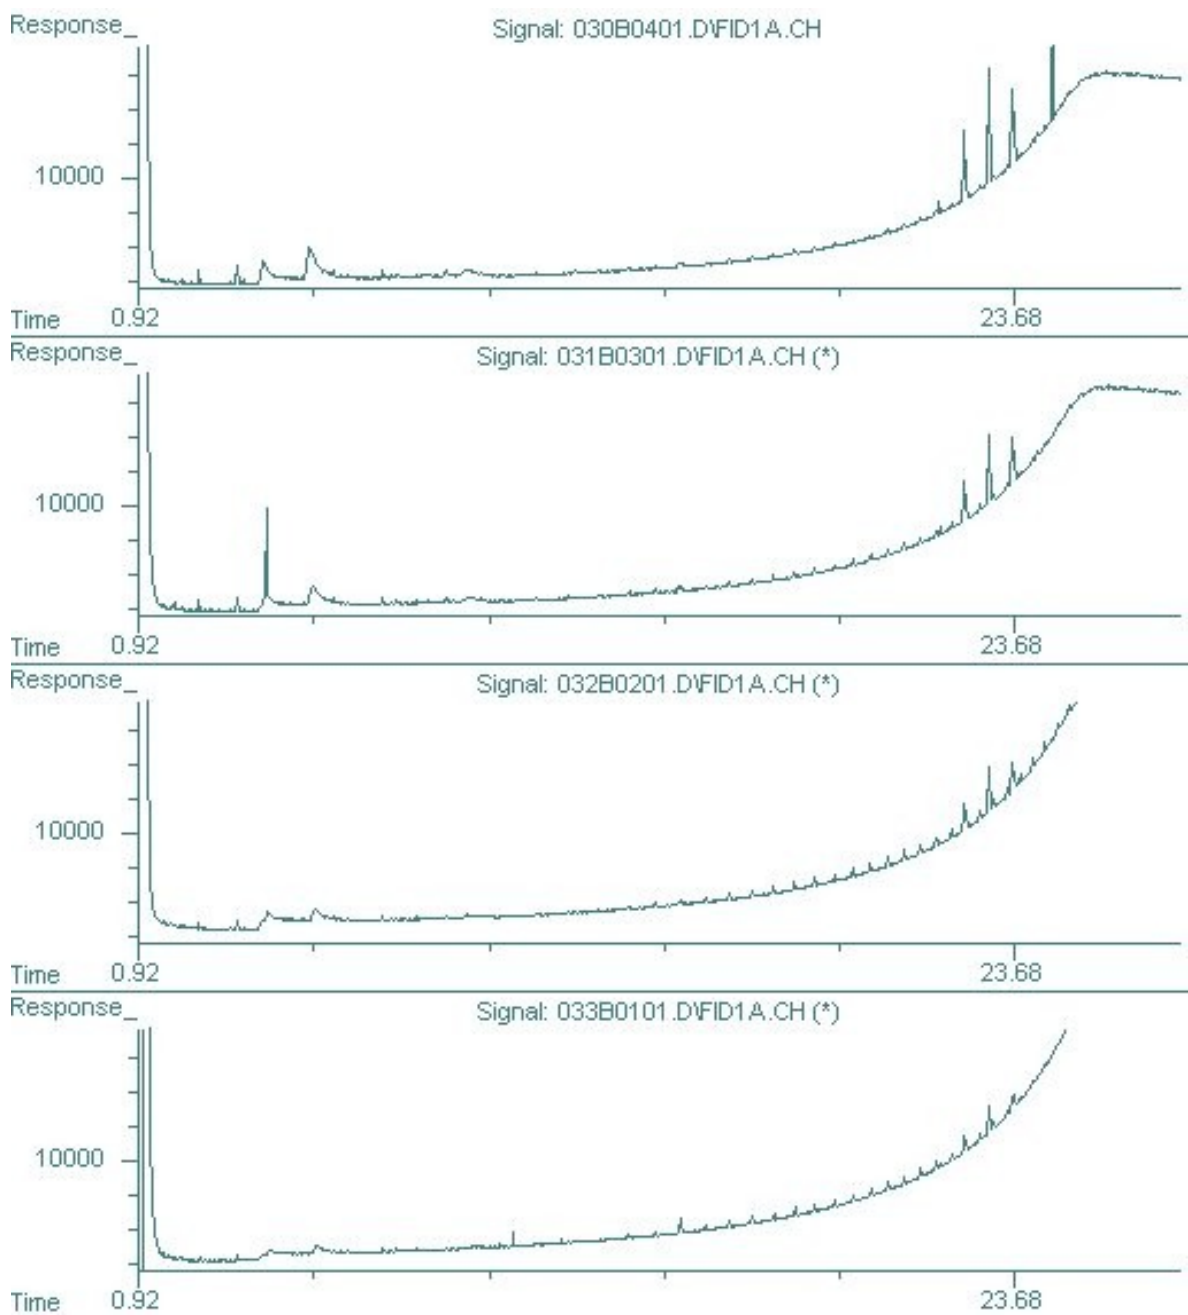 Response_
Signal: 030B0401.D\FID1A.CH
10000
Time 0.92 23.68
Response_
Signal: 031B0301.D\FID1A.CH (*)
10000
Time 0.92 23.68
Response_
Signal: 032B0201.D\FID1A.CH (*)
10000
Time 0.92 23.68
Response_
Signal: 033B0101.D\FID1A.CH (*)
10000
Time 0.92 23.68